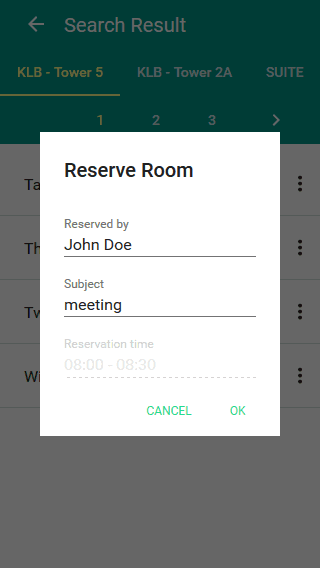 Search Result
KLB - Tower 5 KLB - Tower 2A SUITE
1 2 3
Reserve Room
Ta
Reserved by
John Doe
Th
Subject
meeting
Tw
Reservation time
08:00 - 08:30
Wi
CANCEL OK